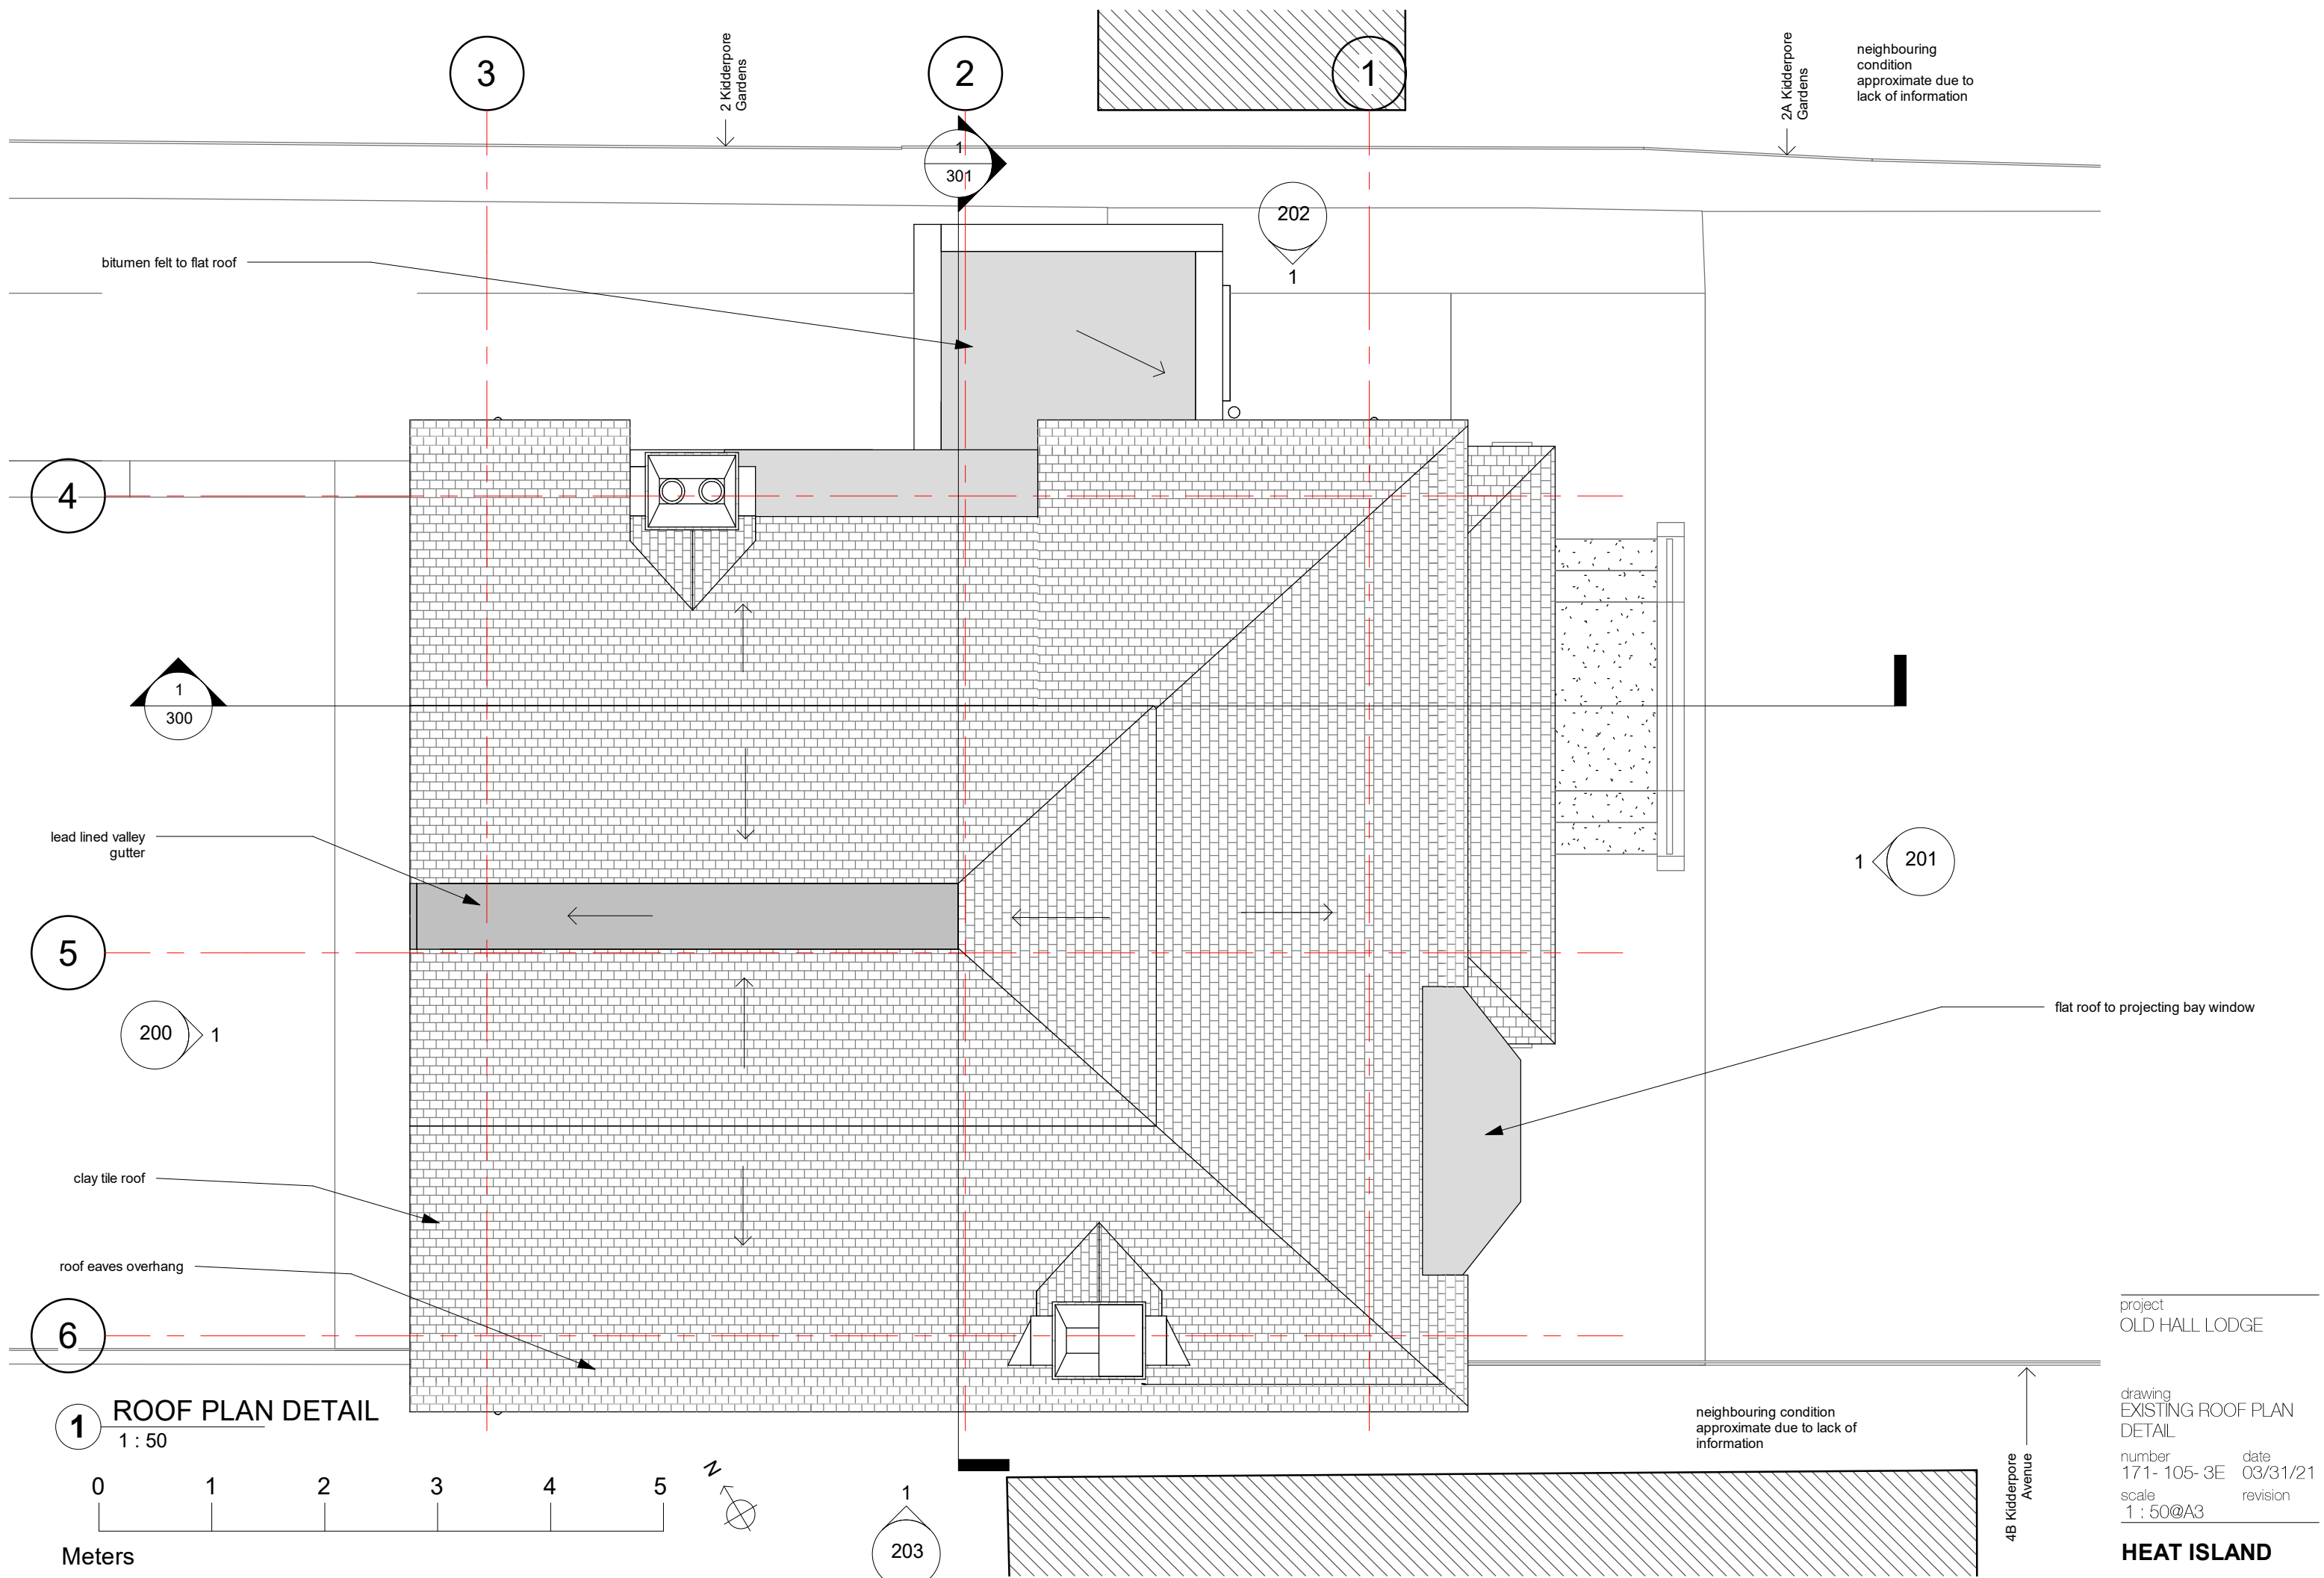 3
2
1
2 Kidderpore
Gardens
2A Kidderpore
Gardens
neighbouring
condition
approximate due to
lack of information
1
301
202
1
bitumen felt to flat roof
4
1
300
lead lined valley
gutter
1
201
5
200
1
flat roof to projecting bay window
clay tile roof
roof eaves overhang
6
1
ROOF PLAN DETAIL
1 : 50
0
1
2
3
4
5
Meters
N
1
203
neighbouring condition
approximate due to lack of
information
4B Kidderpore
Avenue
project
OLD HALL LODGE
drawing
EXISTING ROOF PLAN
DETAIL
number date
171- 105- 3E 03/31/21
scale revision
1 : 50@A3
HEAT ISLAND